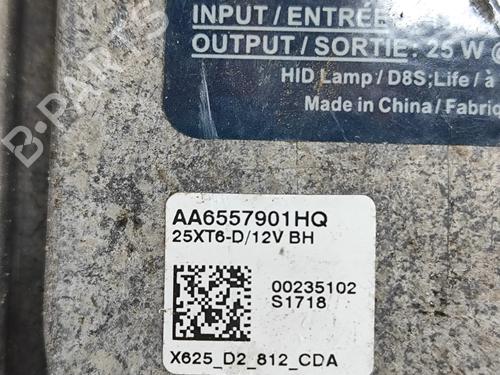 INPUT / ENTRÉE
OUTPUT / SORTIE : 25 W
HID Lamp / D8S;Life / à
Made in China / Fabriq
AA6557901HQ
25XT6-D/12V BH
00235102
S1718
X625_D2_812_CDA
B-PARTS